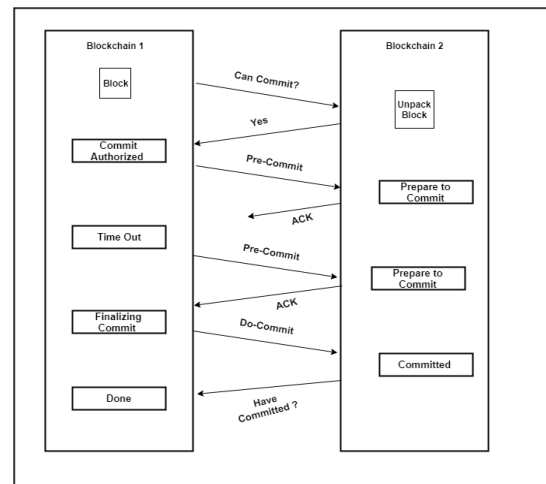 Blockchain 1
Blockchain 2
Block
Can Commit?
Unpack
Block
Yes
Commit
Authorized
Pre-Commit
Prepare to
Commit
ACK
Time Out
Pre-Commit
Prepare to
Commit
ACK
Finalizing
Commit
Do-Commit
Committed
Done
Have
Committed ?